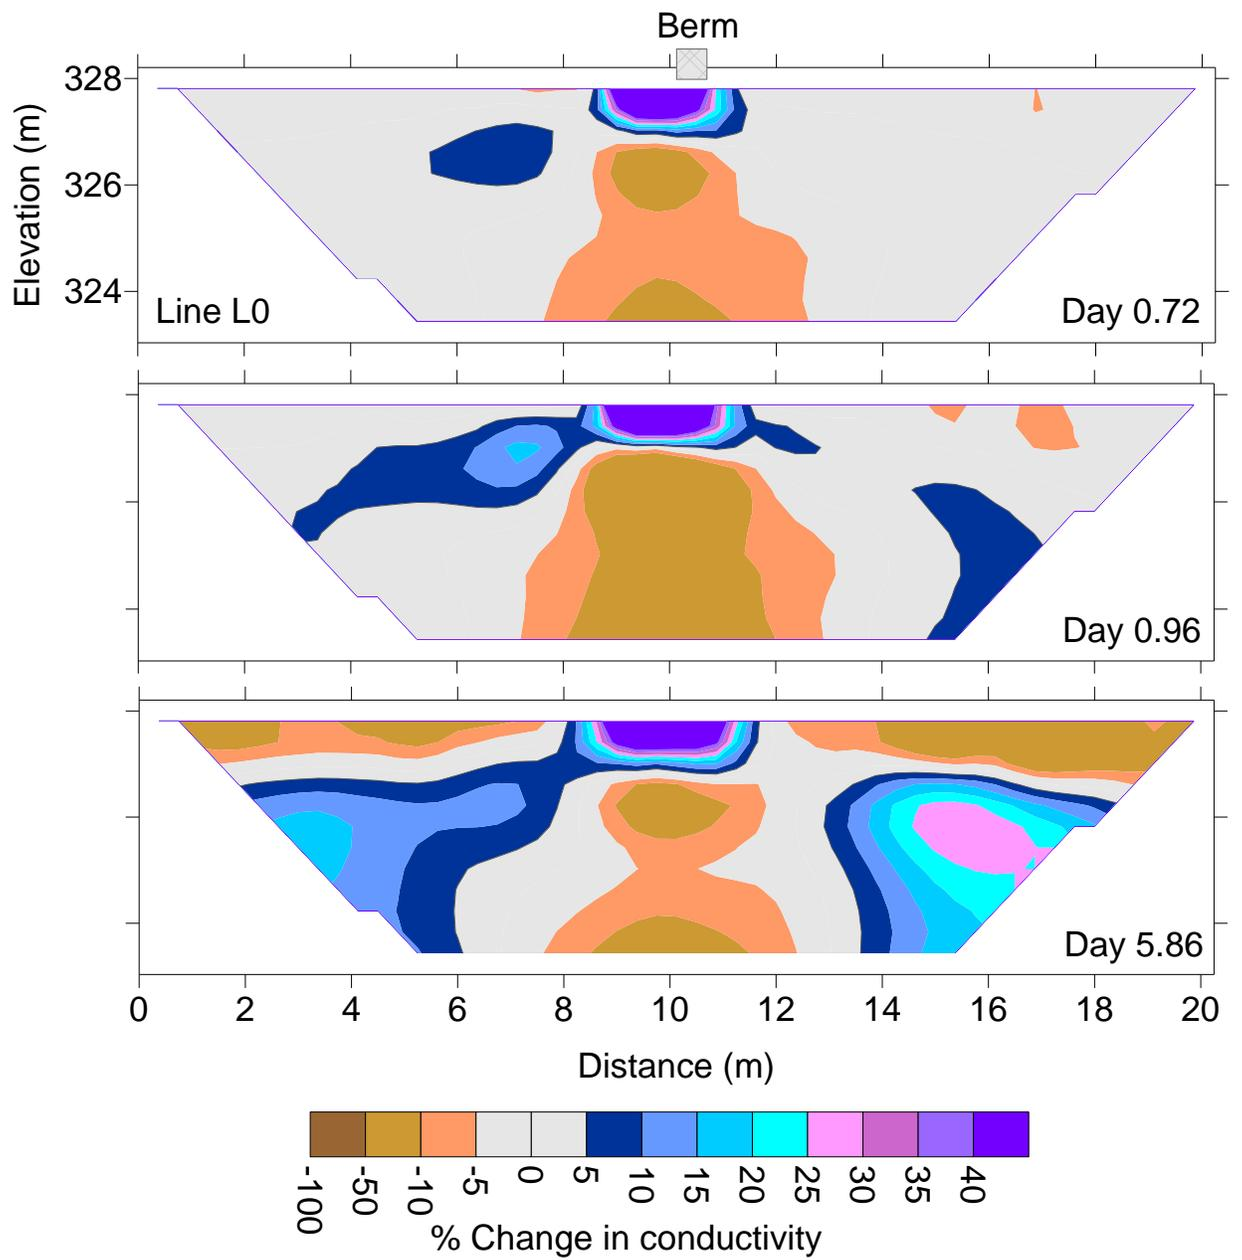 Berm
328
326
324
Elevation (m)
Line L0
Day 0.72
Day 0.96
Day 5.86
0 2 4 6 8 10 12 14 16 18 20
Distance (m)
-100 -50 -10 -5 0 5 10 15 20 25 30 35 40
% Change in conductivity